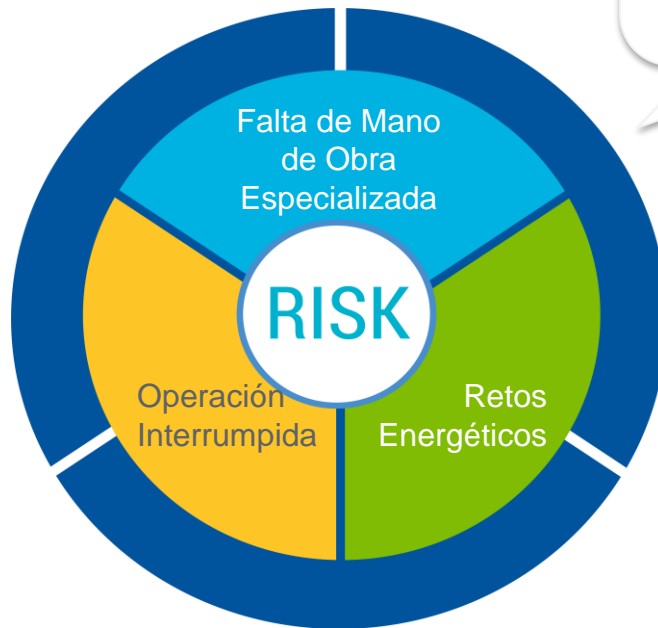 Falta de Mano
de Obra
Especializada
RISK
Operación
Interrumpida
Retos
Energéticos